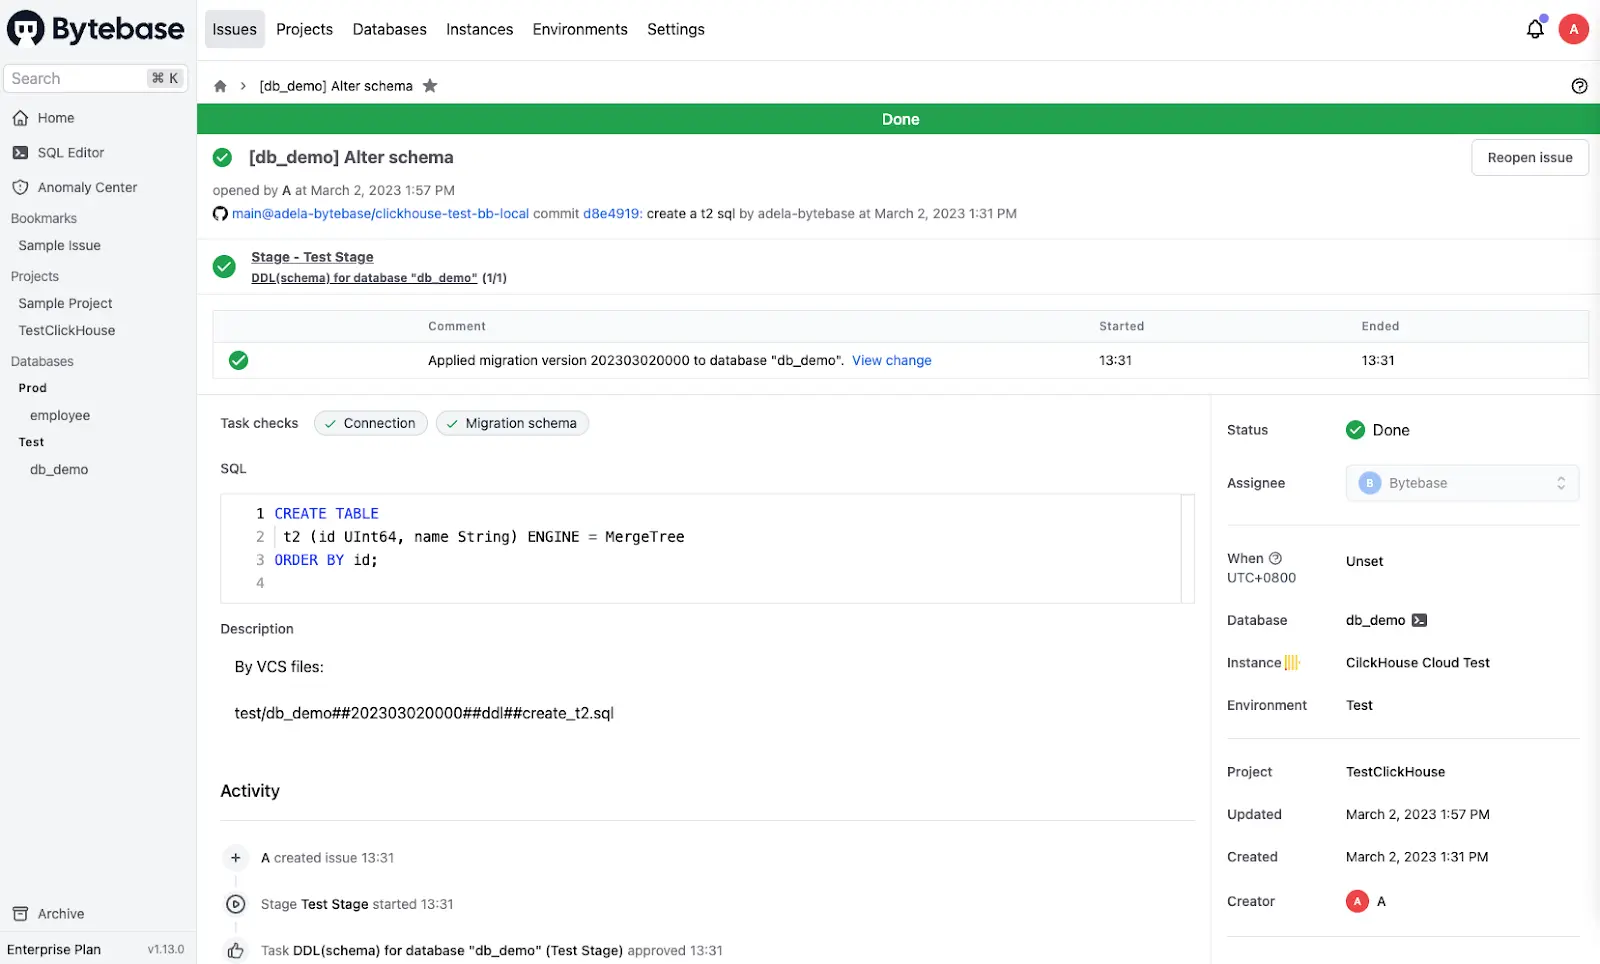 Bytebase
Issues Projects Databases Instances Environments Settings
A
Search ⌘ K
Home
SQL Editor
Anomaly Center
Bookmarks
Sample Issue
Projects
Sample Project
TestClickHouse
Databases
Prod
employee
Test
db_demo
Archive
Enterprise Plan v1.13.0
[db_demo] Alter schema
Done
[db_demo] Alter schema
Reopen issue
opened by A at March 2, 2023 1:57 PM
main@adela-bytebase/clickhouse-test-bb-local commit d8e4919: create a t2 sql by adela-bytebase at March 2, 2023 1:31 PM
Stage - Test Stage
DDL(schema) for database "db_demo" (1/1)
Comment Started Ended
Applied migration version 202303020000 to database "db_demo". View change 13:31 13:31
Task checks Connection Migration schema
SQL
1 CREATE TABLE
2 t2 (id UInt64, name String) ENGINE = MergeTree
3 ORDER BY id;
4
Description
By VCS files:
test/db_demo##202303020000##ddl##create_t2.sql
Activity
A created issue 13:31
Stage Test Stage started 13:31
Task DDL(schema) for database "db_demo" (Test Stage) approved 13:31
Status Done
Assignee B Bytebase
When Unset
UTC+0800
Database db_demo
Instance CilckHouse Cloud Test
Environment Test
Project TestClickHouse
Updated March 2, 2023 1:57 PM
Created March 2, 2023 1:31 PM
Creator A A